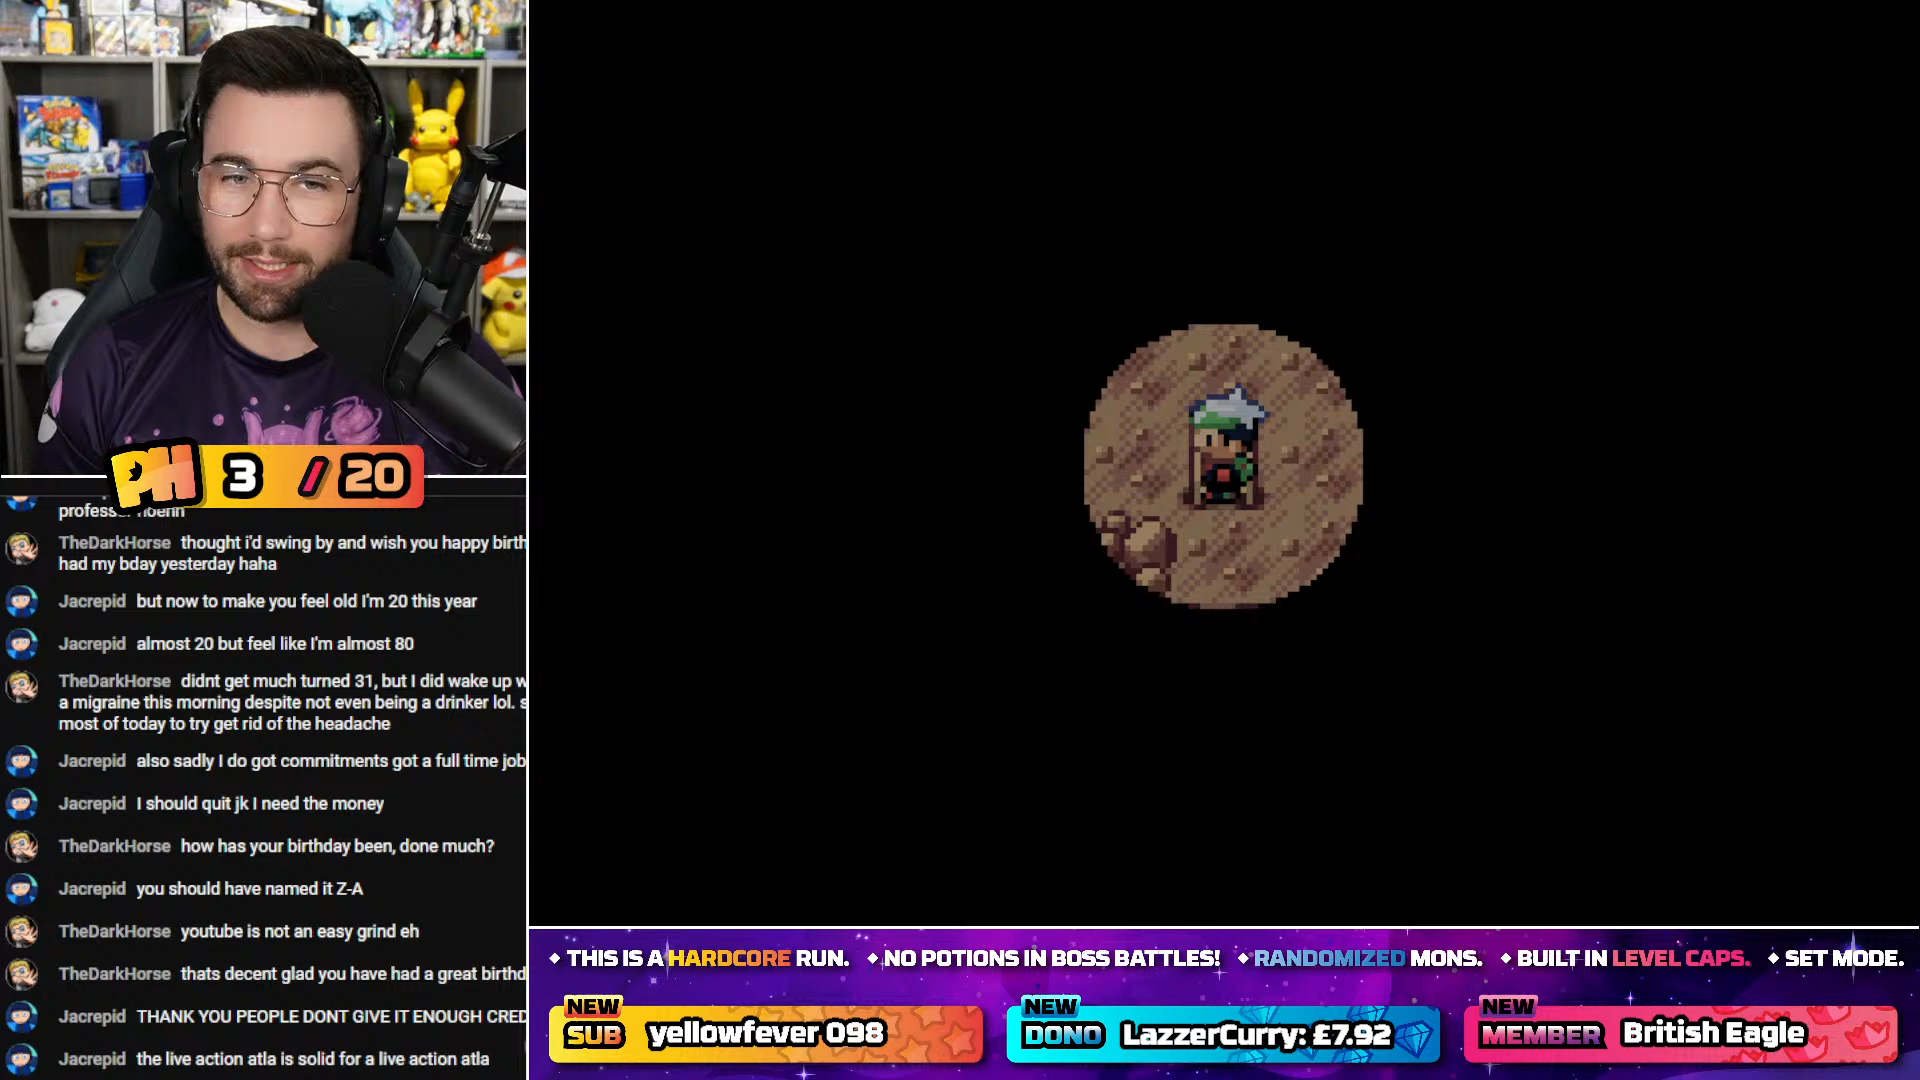 PH 3 / 20
TheDarkHorse thought i'd swing by and wish you happy birth
had my bday yesterday haha
Jacrepid but now to make you feel old I'm 20 this year
Jacrepid almost 20 but feel like I'm almost 80
TheDarkHorse didnt get much turned 31, but I did wake up w
a migraine this morning despite not even being a drinker lol. s
most of today to try get rid of the headache
Jacrepid also sadly I do got commitments got a full time job
Jacrepid I should quit jk I need the money
TheDarkHorse how has your birthday been, done much?
Jacrepid you should have named it Z-A
TheDarkHorse youtube is not an easy grind eh
TheDarkHorse thats decent glad you have had a great birthd
Jacrepid THANK YOU PEOPLE DONT GIVE IT ENOUGH CRED
Jacrepid the live action atla is solid for a live action atla
THIS IS A HARDCORE RUN. NO POTIONS IN BOSS BATTLES! RANDOMIZED MONS. BUILT IN LEVEL CAPS. SET MODE.
NEW SUB yellowfever 098
NEW DONO LazzerCurry: £7.92
NEW MEMBER British Eagle